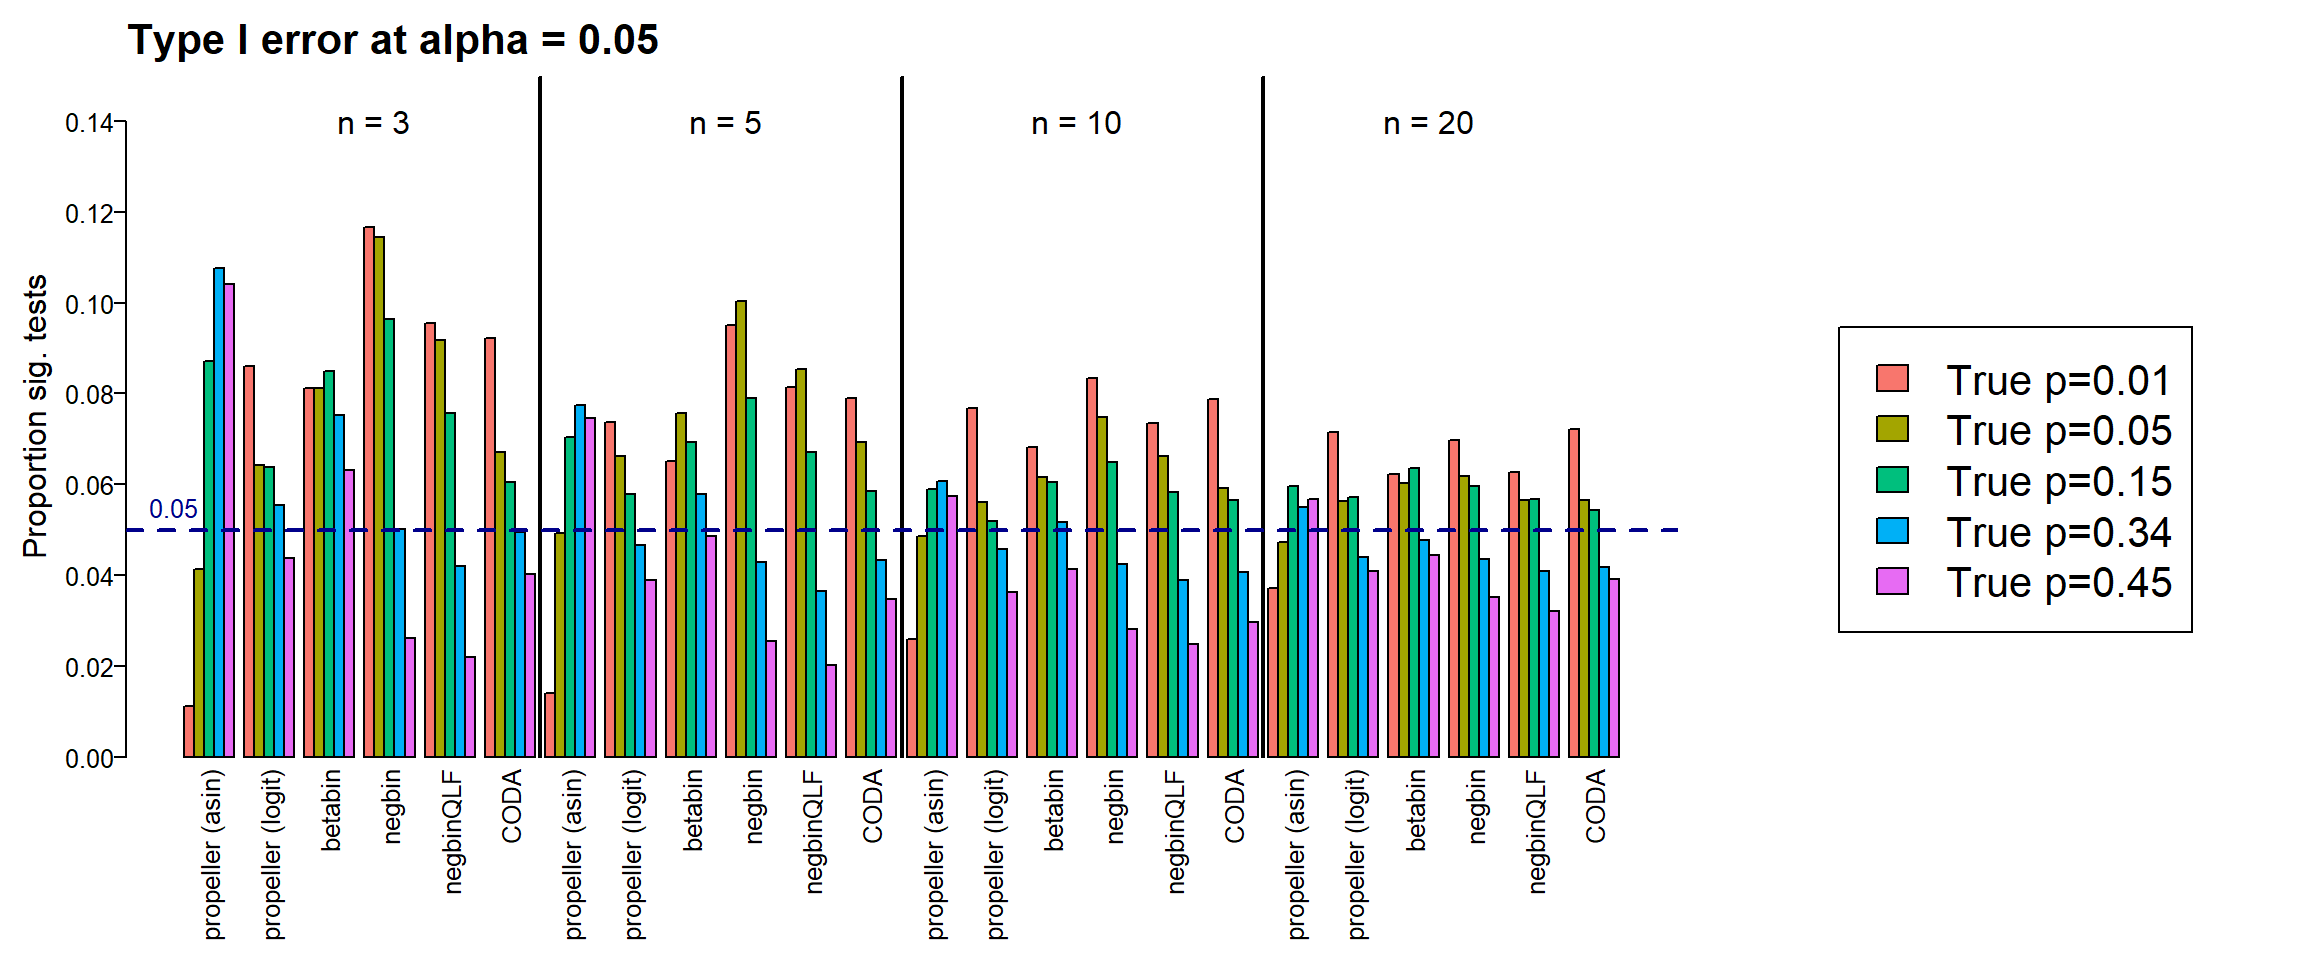 Type I error at alpha = 0.05
n = 3
n = 5
n = 10
n = 20
Proportion sig. tests
0.14
0.12
0.10
0.08
0.06
0.04
0.02
0.00
0.05
propeller (asin)
propeller (logit)
betabin
negbin
negbinQLF
CODA
propeller (asin)
propeller (logit)
betabin
negbin
negbinQLF
CODA
propeller (asin)
propeller (logit)
betabin
negbin
negbinQLF
CODA
propeller (asin)
propeller (logit)
betabin
negbin
negbinQLF
CODA
True p=0.01
True p=0.05
True p=0.15
True p=0.34
True p=0.45